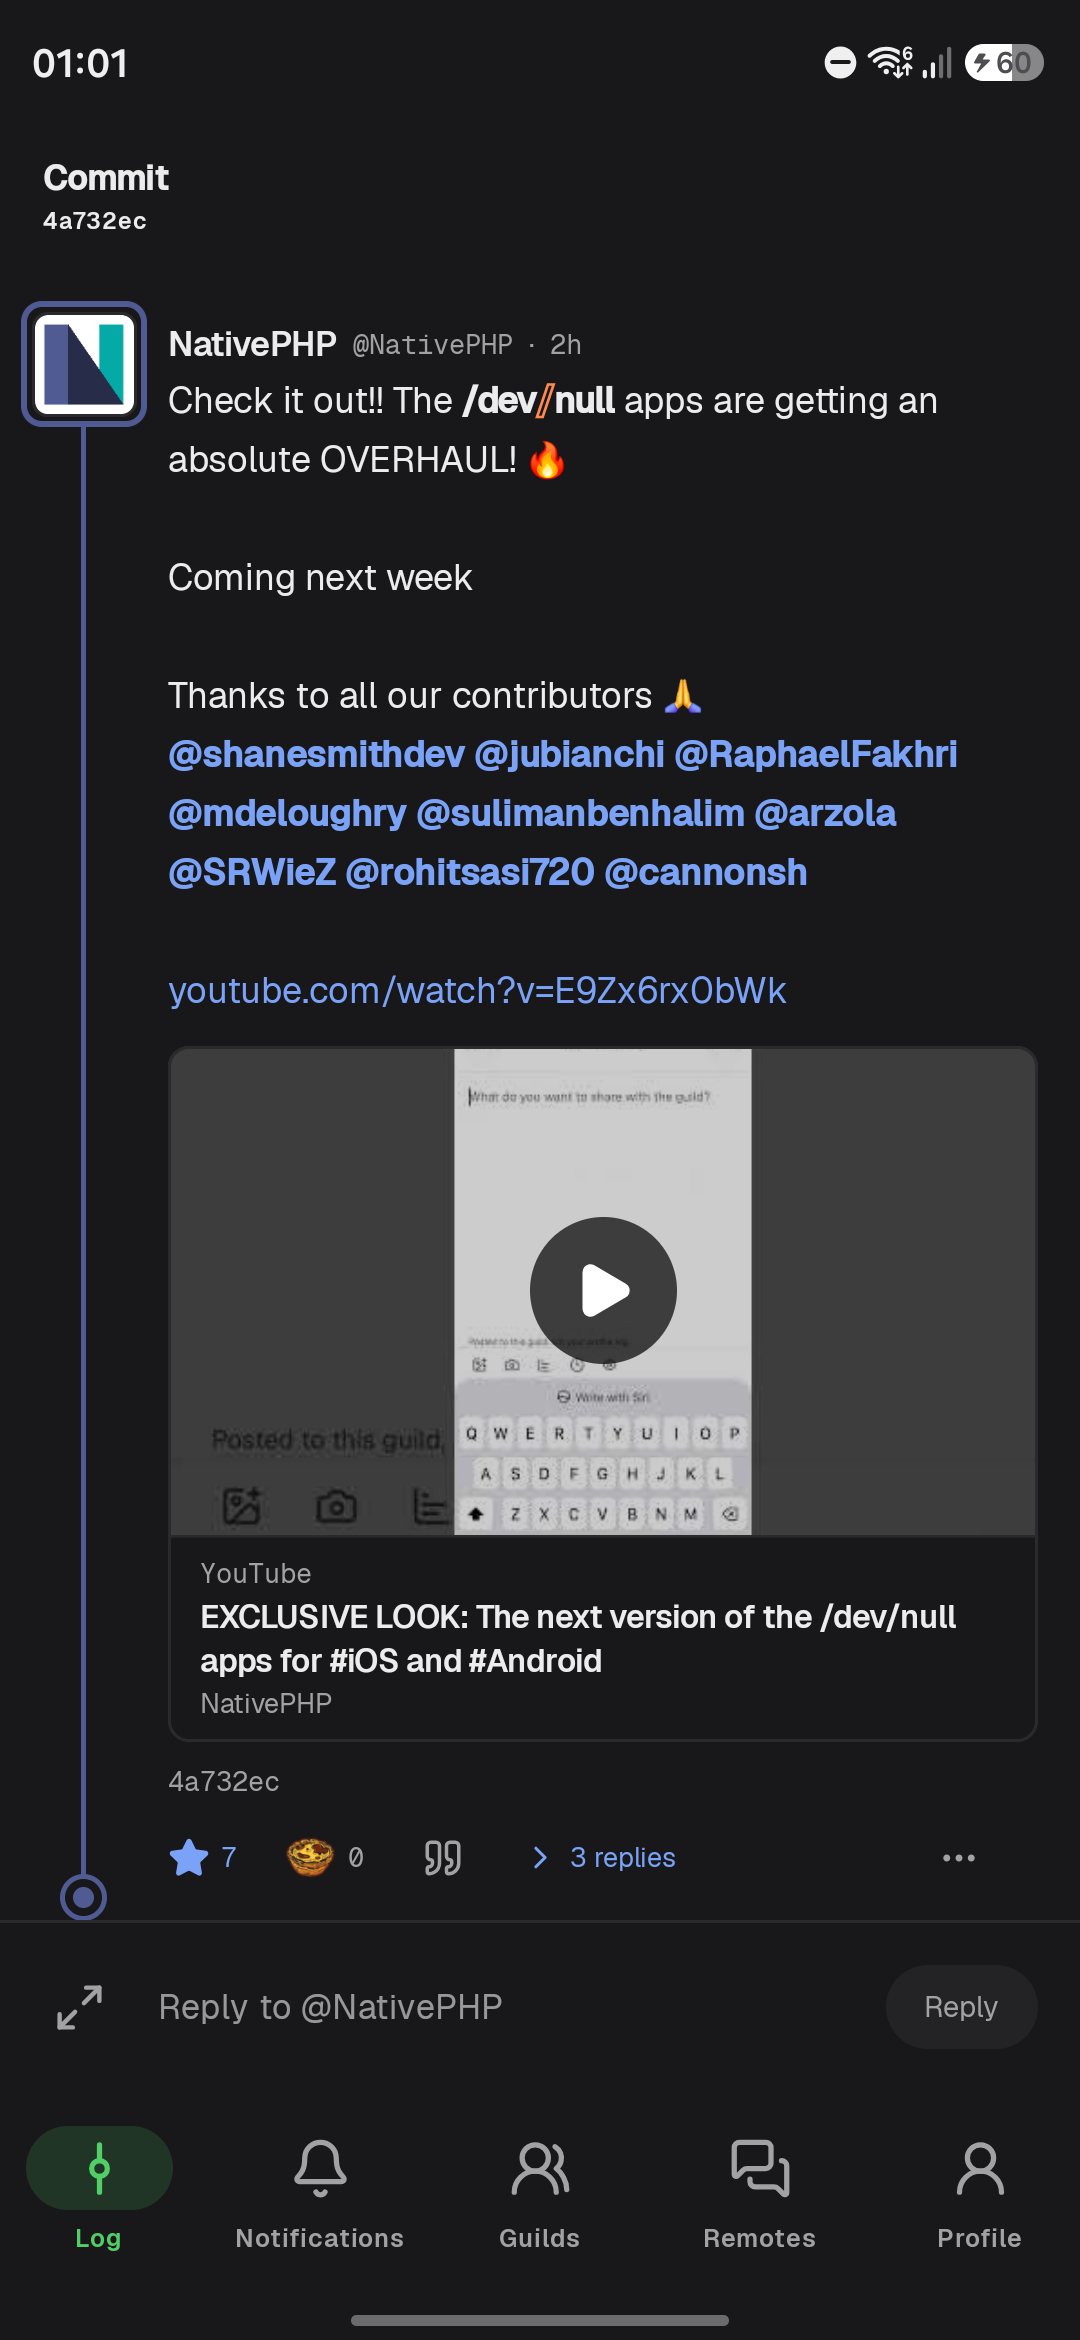 01:01
6
60
Commit
4a732ec
NativePHP @NativePHP · 2h
Check it out!! The /dev//null apps are getting an
absolute OVERHAUL! 🔥
Coming next week
Thanks to all our contributors 🙏
@shanesmithdev @jubianchi @RaphaelFakhri
@mdeloughry @sulimanbenhalim @arzola
@SRWieZ @rohitsasi720 @cannonsh
youtube.com/watch?v=E9Zx6rx0bWk
What do you want to share with the guild?
Write with Siri
Posted to this guild,
Q W E R T Y U I O P
A S D F G H J K L
Z X C V B N M
YouTube
EXCLUSIVE LOOK: The next version of the /dev/null
apps for #iOS and #Android
NativePHP
4a732ec
7 0 3 replies
Reply to @NativePHP
Reply
Log Notifications Guilds Remotes Profile